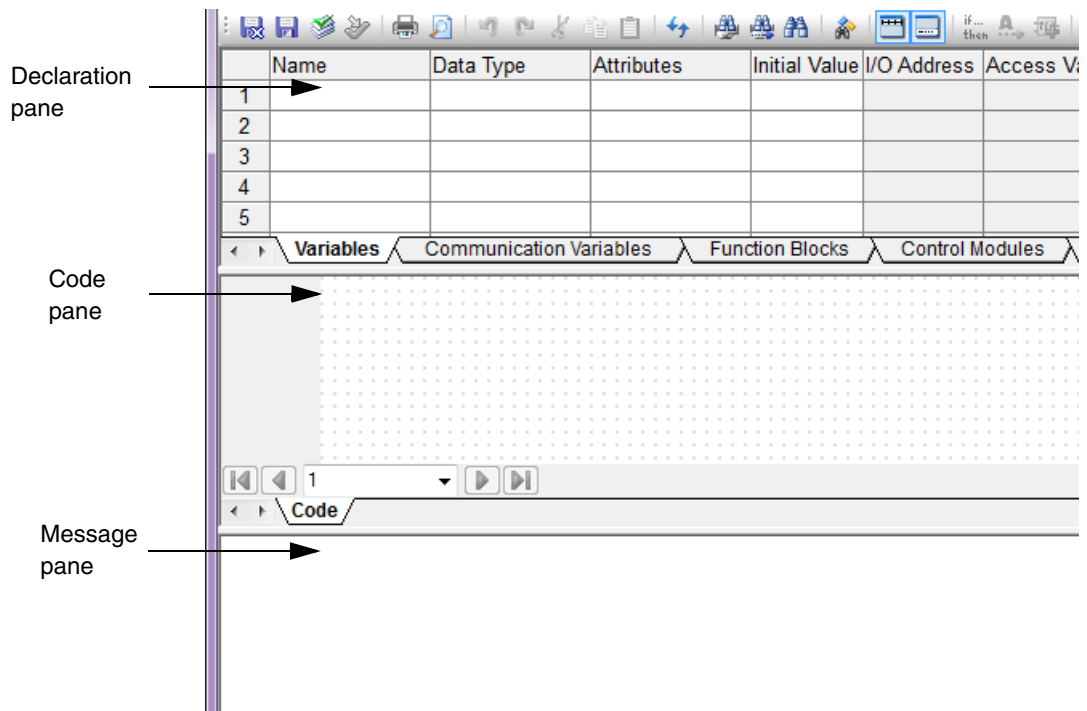 if...
then
Name Data Type Attributes Initial Value I/O Address Access Va
Declaration
pane
1
2
3
4
5
Variables Communication Variables Function Blocks Control Modules
Code
pane
1
Code
Message
pane